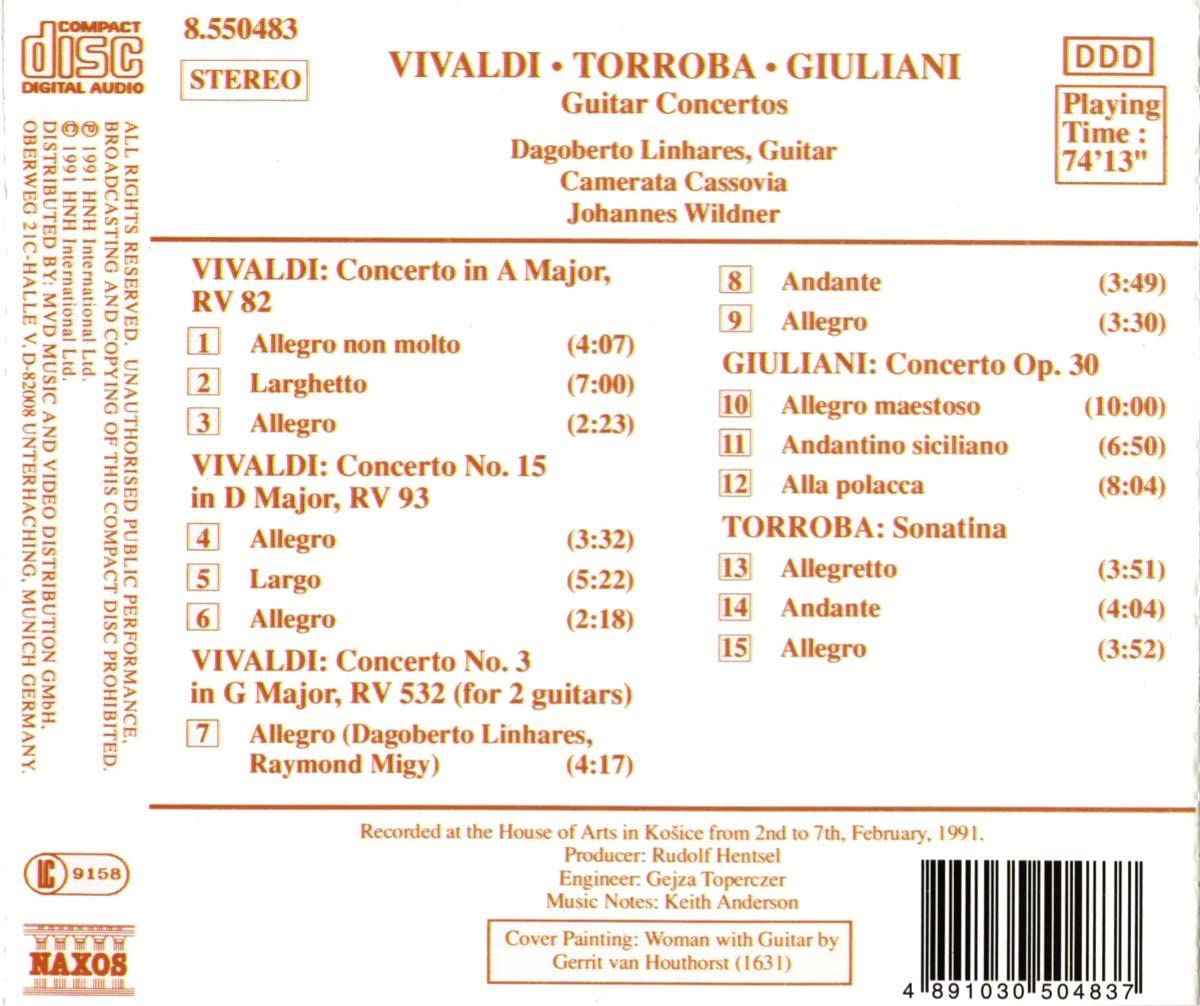 COMPACT
disc
DIGITAL AUDIO
8.550483
STEREO
VIVALDI • TORROBA • GIULIANI
Guitar Concertos
Dagoberto Linhares, Guitar
Camerata Cassovia
Johannes Wildner
DDD
Playing
Time :
74'13"
ALL RIGHTS RESERVED. UNAUTHORISED PUBLIC PERFORMANCE,
BROADCASTING AND COPYING OF THIS COMPACT DISC PROHIBITED.
℗ 1991 HNH International Ltd.
© 1991 HNH International Ltd.
DISTRIBUTED BY: MVD MUSIC AND VIDEO DISTRIBUTION GMbH,
OBERWEG 21C-HALLE V, D-82008 UNTERHACHING, MUNICH GERMANY.
VIVALDI: Concerto in A Major,
RV 82
1 Allegro non molto (4:07)
2 Larghetto (7:00)
3 Allegro (2:23)
VIVALDI: Concerto No. 15
in D Major, RV 93
4 Allegro (3:32)
5 Largo (5:22)
6 Allegro (2:18)
VIVALDI: Concerto No. 3
in G Major, RV 532 (for 2 guitars)
7 Allegro (Dagoberto Linhares,
Raymond Migy) (4:17)
8 Andante (3:49)
9 Allegro (3:30)
GIULIANI: Concerto Op. 30
10 Allegro maestoso (10:00)
11 Andantino siciliano (6:50)
12 Alla polacca (8:04)
TORROBA: Sonatina
13 Allegretto (3:51)
14 Andante (4:04)
15 Allegro (3:52)
Recorded at the House of Arts in Košice from 2nd to 7th, February, 1991.
Producer: Rudolf Hentsel
Engineer: Gejza Toperczer
Music Notes: Keith Anderson
Cover Painting: Woman with Guitar by
Gerrit van Houthorst (1631)
LC 9158
NAXOS
4 891030 504837